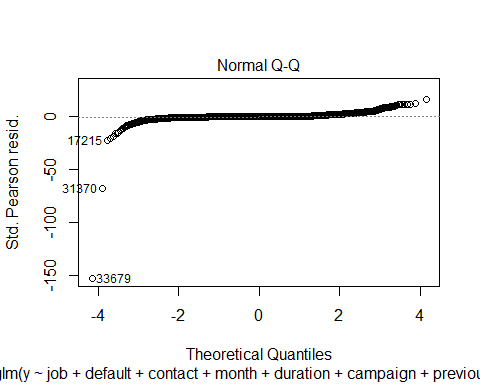 Normal Q-Q
Std. Pearson resid.
0
-50
-100
-150
17215
31370
33679
-4 -2 0 2 4
Theoretical Quantiles
glm(y ~ job + default + contact + month + duration + campaign + previou